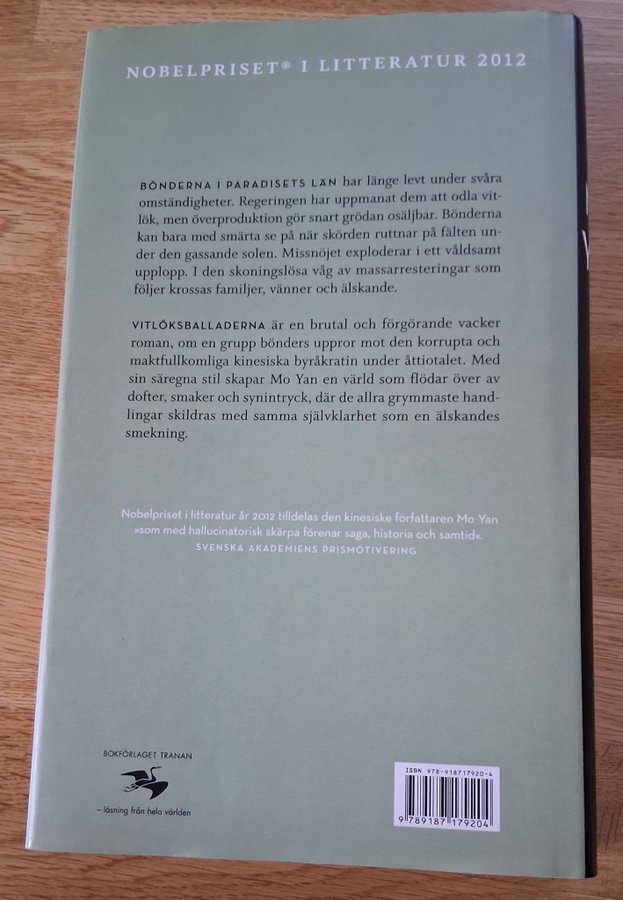 NOBELPRISET® I LITTERATUR 2012
BÖNDERNA I PARADISETS LÄN har länge levt under svåra
omständigheter. Regeringen har uppmanat dem att odla vit-
lök, men överproduktion gör snart grödan osäljbar. Bönderna
kan bara med smärta se på när skörden ruttnar på fälten un-
der den gassande solen. Missnöjet exploderar i ett våldsamt
upplopp. I den skoningslösa våg av massarresteringar som
följer krossas familjer, vänner och älskande.
VITLÖKSBALLADERNA är en brutal och förgörande vacker
roman, om en grupp bönders uppror mot den korrupta och
maktfullkomliga kinesiska byråkratin under åttiotalet. Med
sin säregna stil skapar Mo Yan en värld som flödar över av
dofter, smaker och synintryck, där de allra grymmaste hand-
lingar skildras med samma självklarhet som en älskandes
smekning.
Nobelpriset i litteratur år 2012 tilldelas den kinesiske författaren Mo Yan
»som med hallucinatorisk skärpa förenar saga, historia och samtid«.
SVENSKA AKADEMIENS PRISMOTIVERING
BOKFÖRLAGET TRANAN
– läsning från hela världen
ISBN 978-918717920-4
9 789187 179204